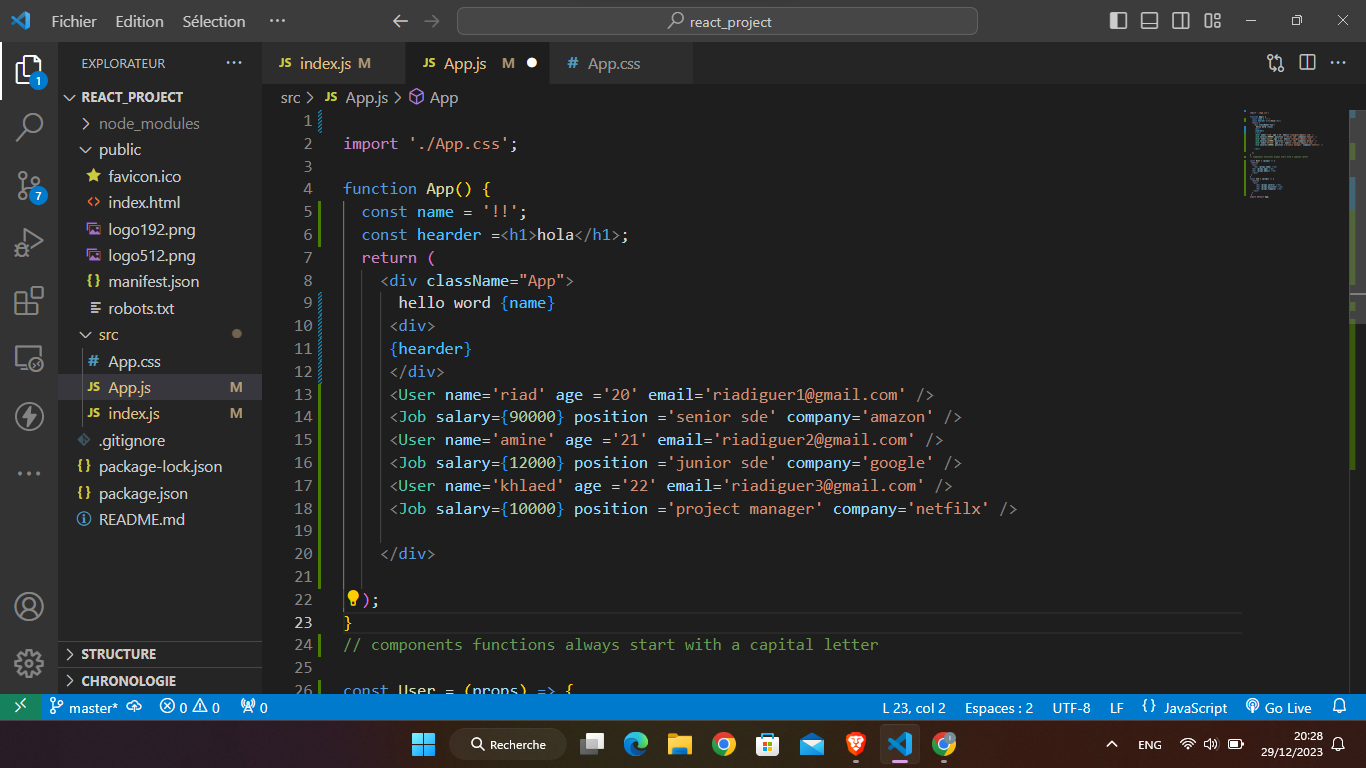 Fichier Edition Sélection ··· react_project
EXPLORATEUR ···
index.js M App.js M App.css
REACT_PROJECT
src > JS App.js > App
node_modules
public
favicon.ico
index.html
logo192.png
logo512.png
manifest.json
robots.txt
src
App.css
App.js M
index.js M
.gitignore
package-lock.json
package.json
README.md
STRUCTURE
CHRONOLOGIE
1
7
1
2 import './App.css';
3
4 function App() {
5 const name = '!!';
6 const hearder =<h1>hola</h1>;
7 return (
8 <div className="App">
9 hello word {name}
10 <div>
11 {hearder}
12 </div>
13 <User name='riad' age ='20' email='riadiguer1@gmail.com' />
14 <Job salary={90000} position ='senior sde' company='amazon' />
15 <User name='amine' age ='21' email='riadiguer2@gmail.com' />
16 <Job salary={12000} position ='junior sde' company='google' />
17 <User name='khlaed' age ='22' email='riadiguer3@gmail.com' />
18 <Job salary={10000} position ='project manager' company='netfilx' />
19
20 </div>
21
22 );
23 }
24 // components functions always start with a capital letter
25
26 const User = (props) => {
master* 0 0 0 L 23, col 2 Espaces : 2 UTF-8 LF {} JavaScript Go Live
Recherche ENG 20:28
29/12/2023